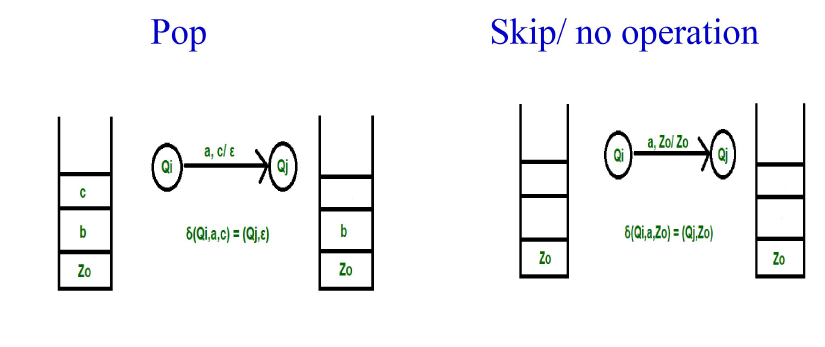 Pop
Skip/ no operation
c
b
Zo
Qi
a, c/ ε
Qj
δ(Qi,a,c) = (Qj,ε)
b
Zo
Zo
Qi
a, Zo/ Zo
Qj
δ(Qi,a,Zo) = (Qj,Zo)
Zo